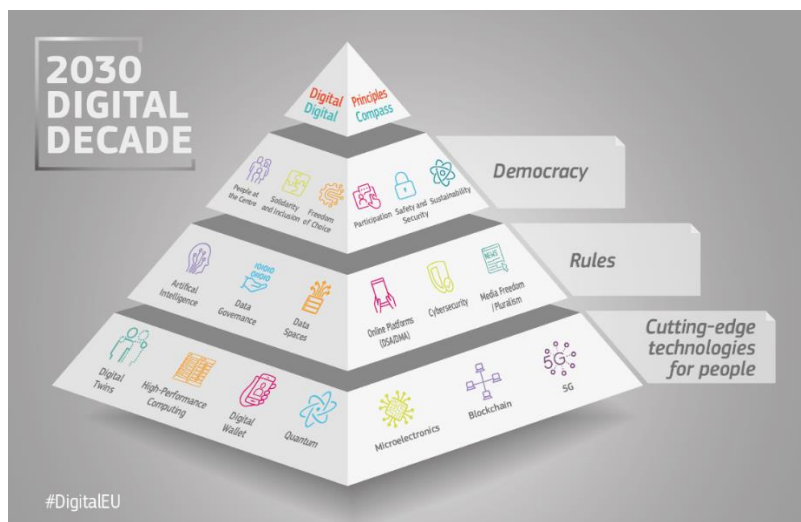 2030
DIGITAL
DECADE
Digital Principles
Digital Compass
People at
the Centre
Solidarity
and Inclusion
Freedom
of Choice
Participation
Safety and
Security
Sustainability
Democracy
Artifical
Intelligence
Data
Governance
Data
Spaces
Online Platforms
(DSA/DMA)
Cybersecurity
NEWS
Media Freedom
/ Pluralism
Rules
Digital
Twins
High-Performance
Computing
Digital
Wallet
Quantum
Microelectronics
Blockchain
5G
5G
Cutting-edge
technologies
for people
#DigitalEU